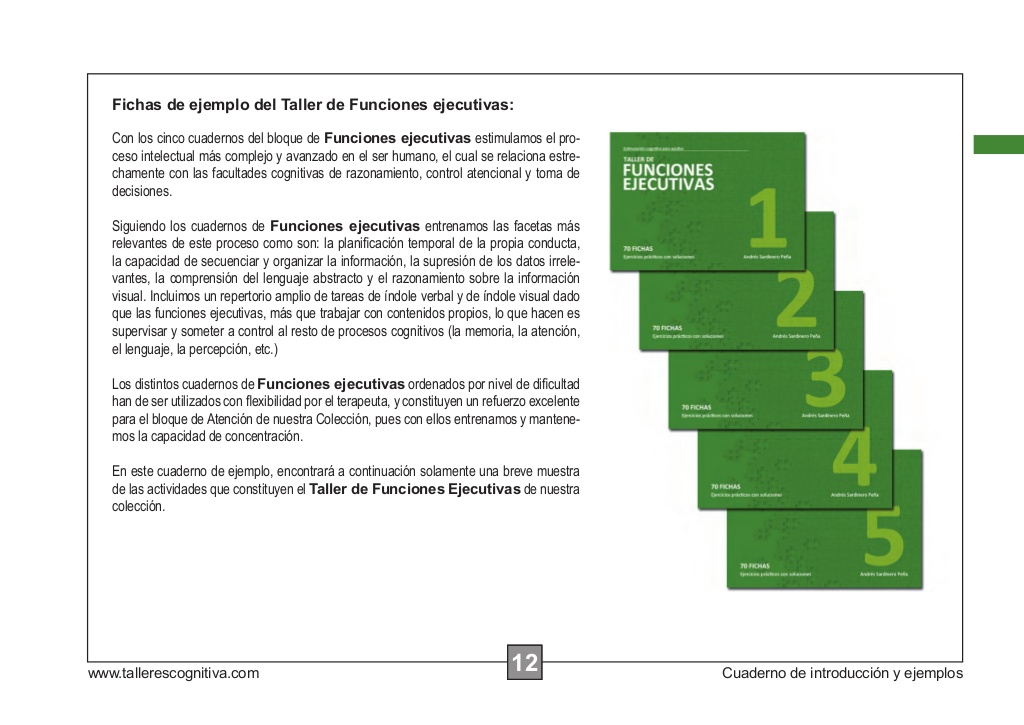 Fichas de ejemplo del Taller de Funciones ejecutivas:
Con los cinco cuadernos del bloque de Funciones ejecutivas estimulamos el pro-
ceso intelectual más complejo y avanzado en el ser humano, el cual se relaciona estre-
chamente con las facultades cognitivas de razonamiento, control atencional y toma de
decisiones.
Siguiendo los cuadernos de Funciones ejecutivas entrenamos las facetas más
relevantes de este proceso como son: la planificación temporal de la propia conducta,
la capacidad de secuenciar y organizar la información, la supresión de los datos irrele-
vantes, la comprensión del lenguaje abstracto y el razonamiento sobre la información
visual. Incluimos un repertorio amplio de tareas de índole verbal y de índole visual dado
que las funciones ejecutivas, más que trabajar con contenidos propios, lo que hacen es
supervisar y someter a control al resto de procesos cognitivos (la memoria, la atención,
el lenguaje, la percepción, etc.)
Los distintos cuadernos de Funciones ejecutivas ordenados por nivel de dificultad
han de ser utilizados con flexibilidad por el terapeuta, y constituyen un refuerzo excelente
para el bloque de Atención de nuestra Colección, pues con ellos entrenamos y mantene-
mos la capacidad de concentración.
En este cuaderno de ejemplo, encontrará a continuación solamente una breve muestra
de las actividades que constituyen el Taller de Funciones Ejecutivas de nuestra
colección.
Estimulación cognitiva para adultos
TALLER DE
FUNCIONES
EJECUTIVAS
1
70 FICHAS
Ejercicios prácticos con soluciones Andrés Sardinero Peña
2
70 FICHAS
Ejercicios prácticos con soluciones Andrés Sardinero Peña
3
70 FICHAS
Ejercicios prácticos con soluciones Andrés Sardinero Peña
4
70 FICHAS
Ejercicios prácticos con soluciones Andrés Sardinero Peña
5
70 FICHAS
Ejercicios prácticos con soluciones Andrés Sardinero Peña
www.tallerescognitiva.com
12
Cuaderno de introducción y ejemplos